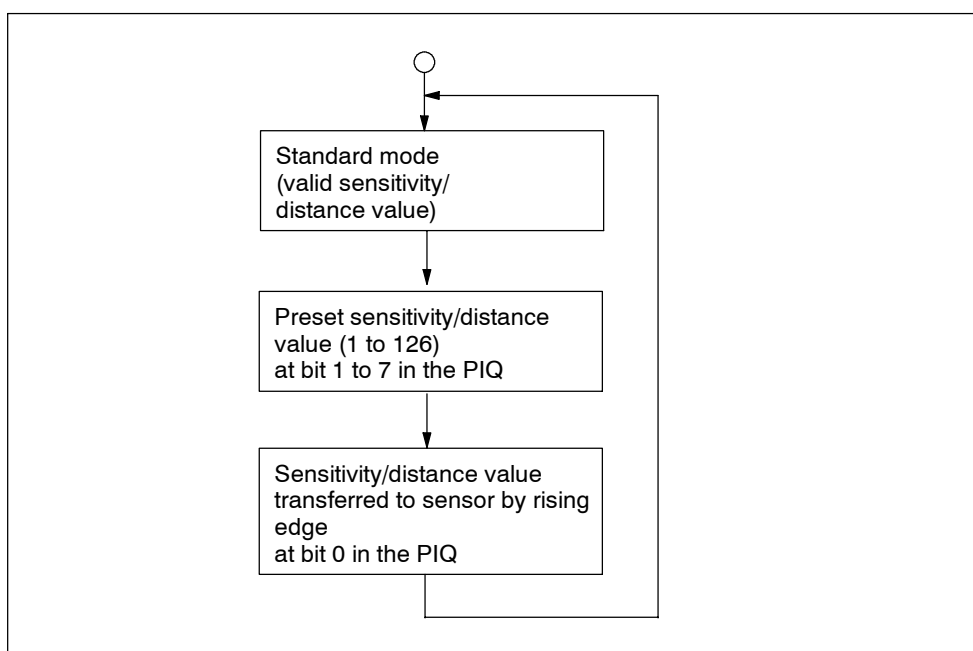 Standard mode
(valid sensitivity/
distance value)
Preset sensitivity/distance
value (1 to 126)
at bit 1 to 7 in the PIQ
Sensitivity/distance value
transferred to sensor by rising
edge
at bit 0 in the PIQ